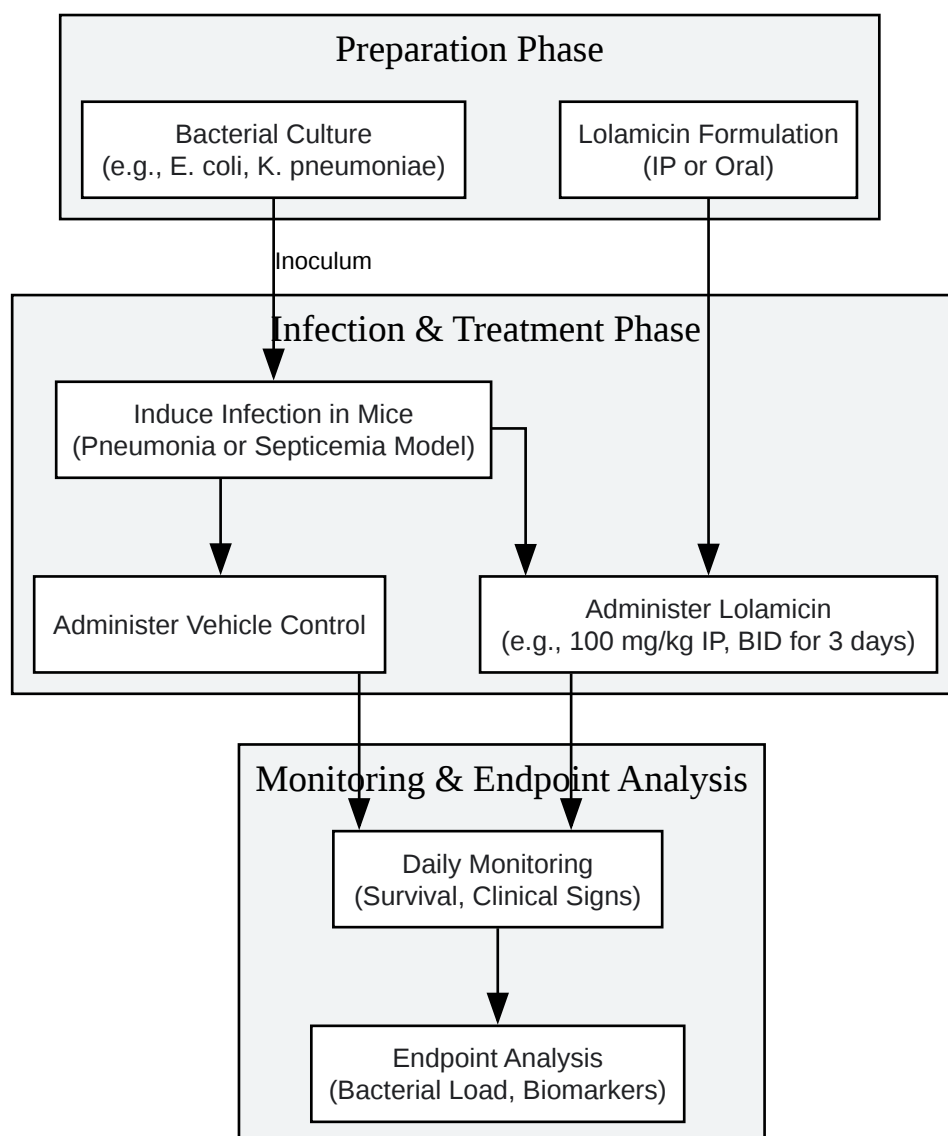 Preparation Phase
Bacterial Culture
(e.g., E. coli, K. pneumoniae)
Lolamicin Formulation
(IP or Oral)
Inoculum
Infection & Treatment Phase
Induce Infection in Mice
(Pneumonia or Septicemia Model)
Administer Vehicle Control
Administer Lolamicin
(e.g., 100 mg/kg IP, BID for 3 days)
Monitoring & Endpoint Analysis
Daily Monitoring
(Survival, Clinical Signs)
Endpoint Analysis
(Bacterial Load, Biomarkers)